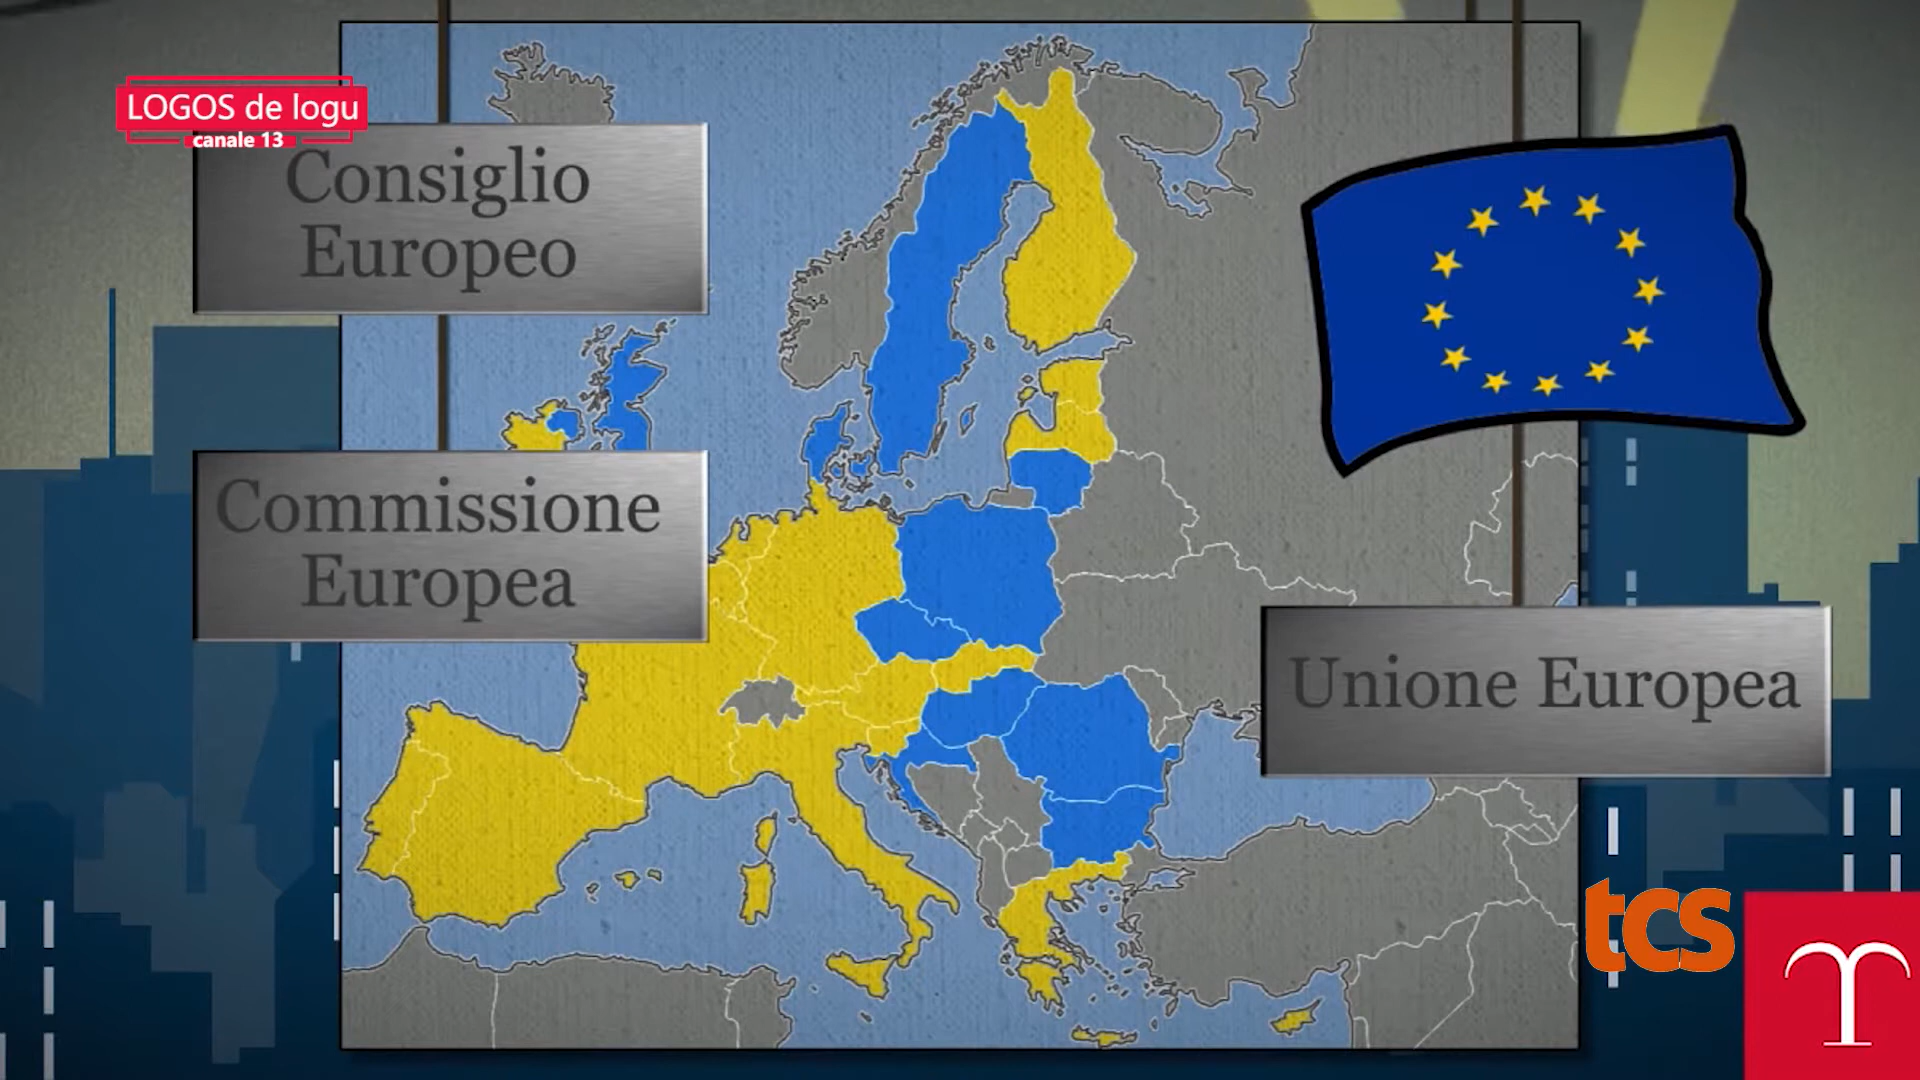 LOGOS de logu
canale 13
Consiglio
Europeo
Commissione
Europea
Unione Europea
tcs